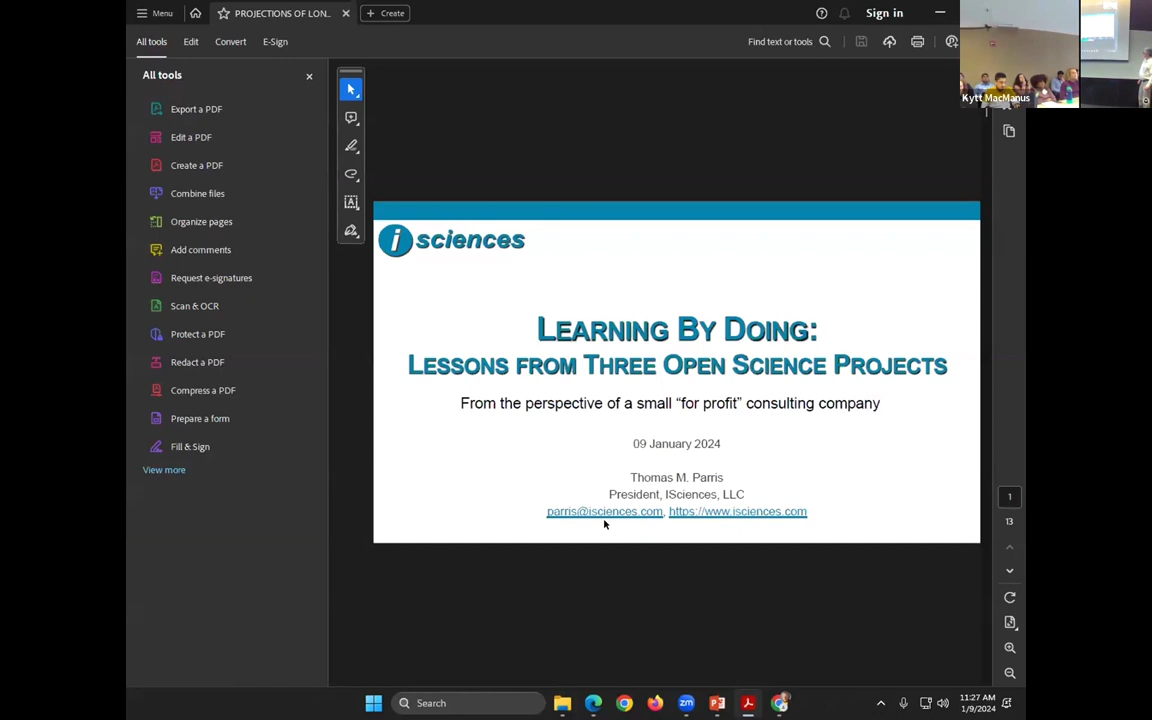 Menu
PROJECTIONS OF LON...
Create
Sign in
All tools
Edit
Convert
E-Sign
Find text or tools
Kytt MacManus
All tools
Export a PDF
Edit a PDF
Create a PDF
Combine files
Organize pages
Add comments
Request e-signatures
Scan & OCR
Protect a PDF
Redact a PDF
Compress a PDF
Prepare a form
Fill & Sign
View more
i sciences
LEARNING BY DOING:
LESSONS FROM THREE OPEN SCIENCE PROJECTS
From the perspective of a small “for profit” consulting company
09 January 2024
Thomas M. Parris
President, ISciences, LLC
parris@isciences.com, https://www.isciences.com
1
13
Search
11:27 AM
1/9/2024